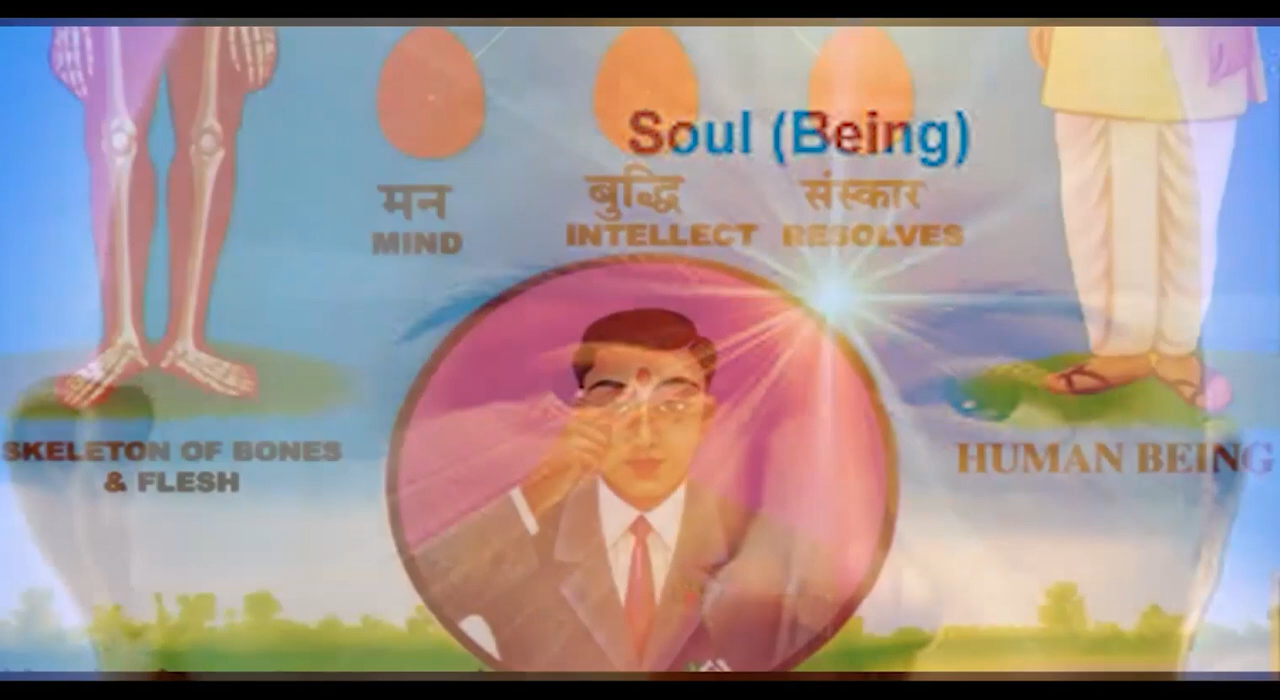 Soul (Being)
मन
MIND
बुद्धि
INTELLECT
संस्कार
RESOLVES
SKELETON OF BONES
& FLESH
HUMAN BEING